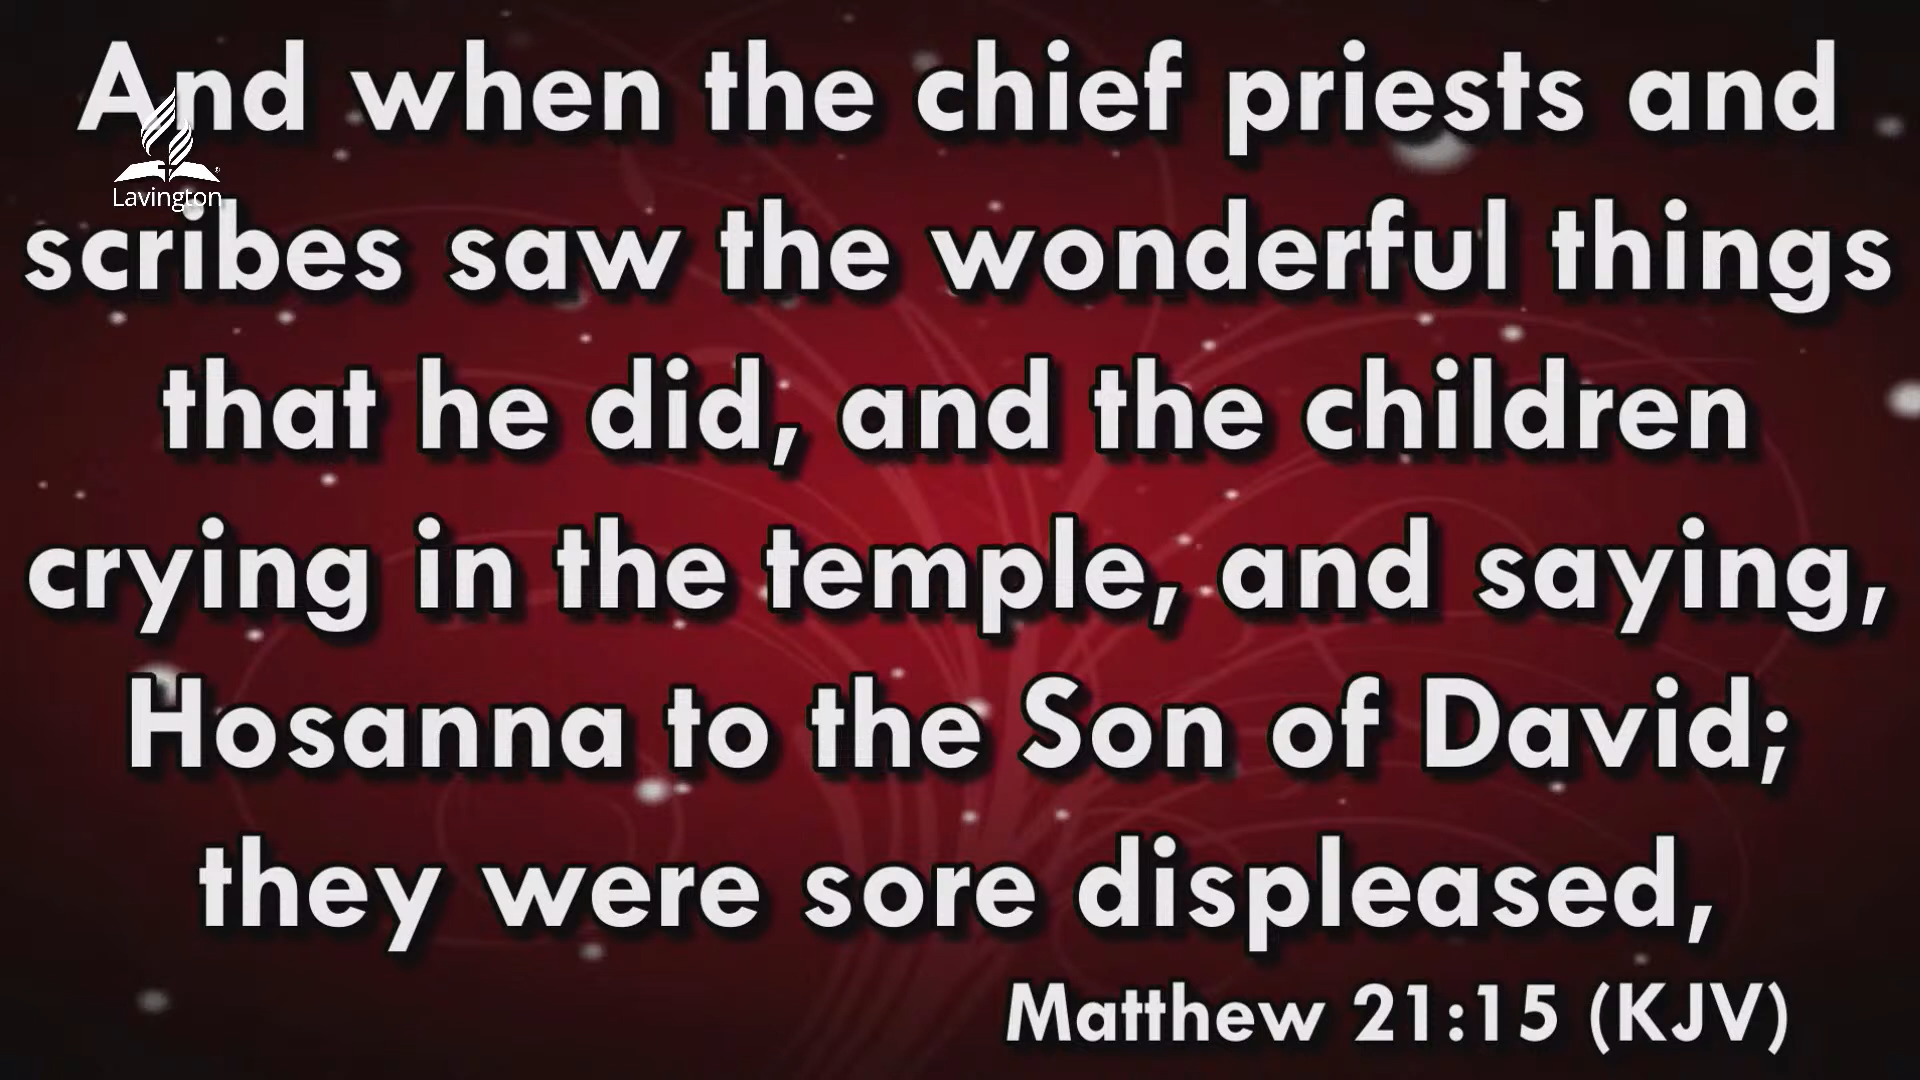 And when the chief priests and
Lavington
scribes saw the wonderful things
that he did, and the children
crying in the temple, and saying,
Hosanna to the Son of David;
they were sore displeased,
Matthew 21:15 (KJV)